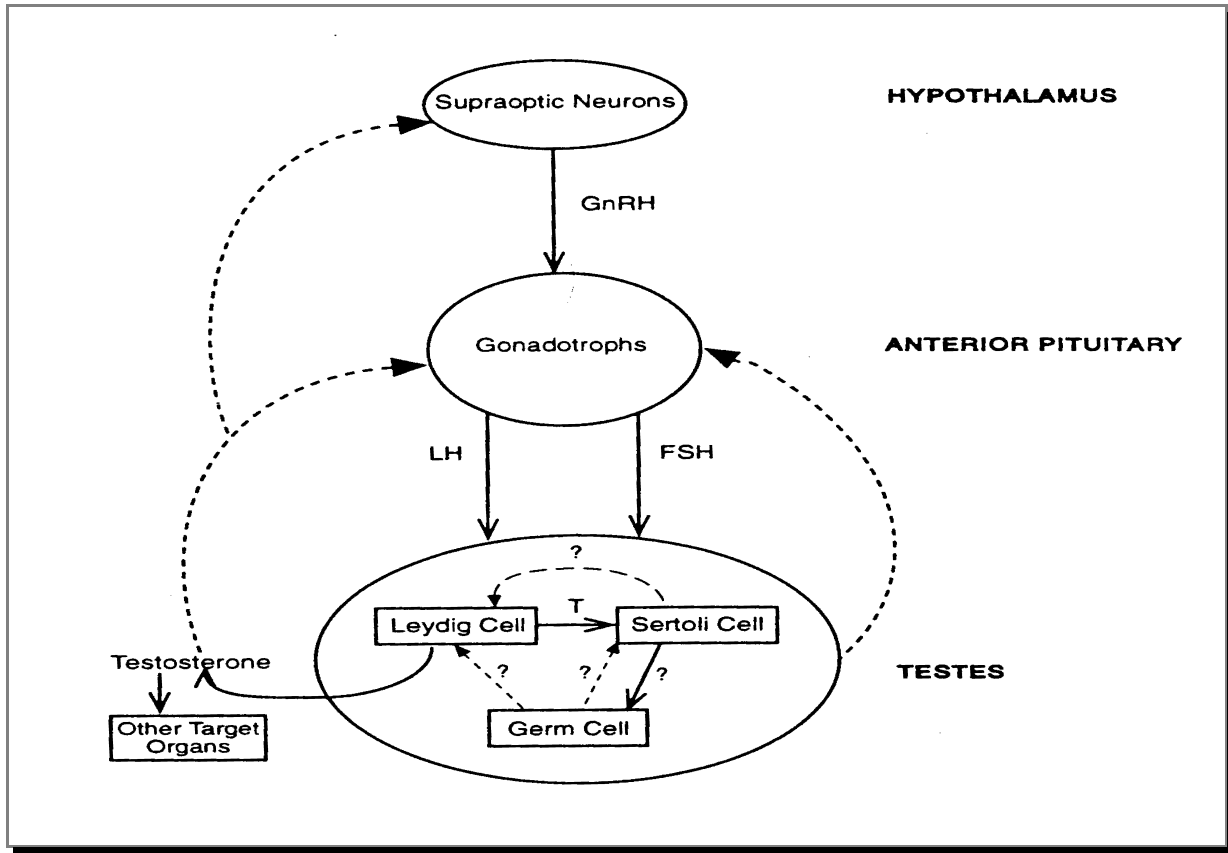 Supraoptic Neurons
HYPOTHALAMUS
GnRH
Gonadotrophs
ANTERIOR PITUITARY
LH
FSH
?
T
Leydig Cell
Sertoli Cell
Testosterone
?
?
?
TESTES
Germ Cell
Other Target
Organs